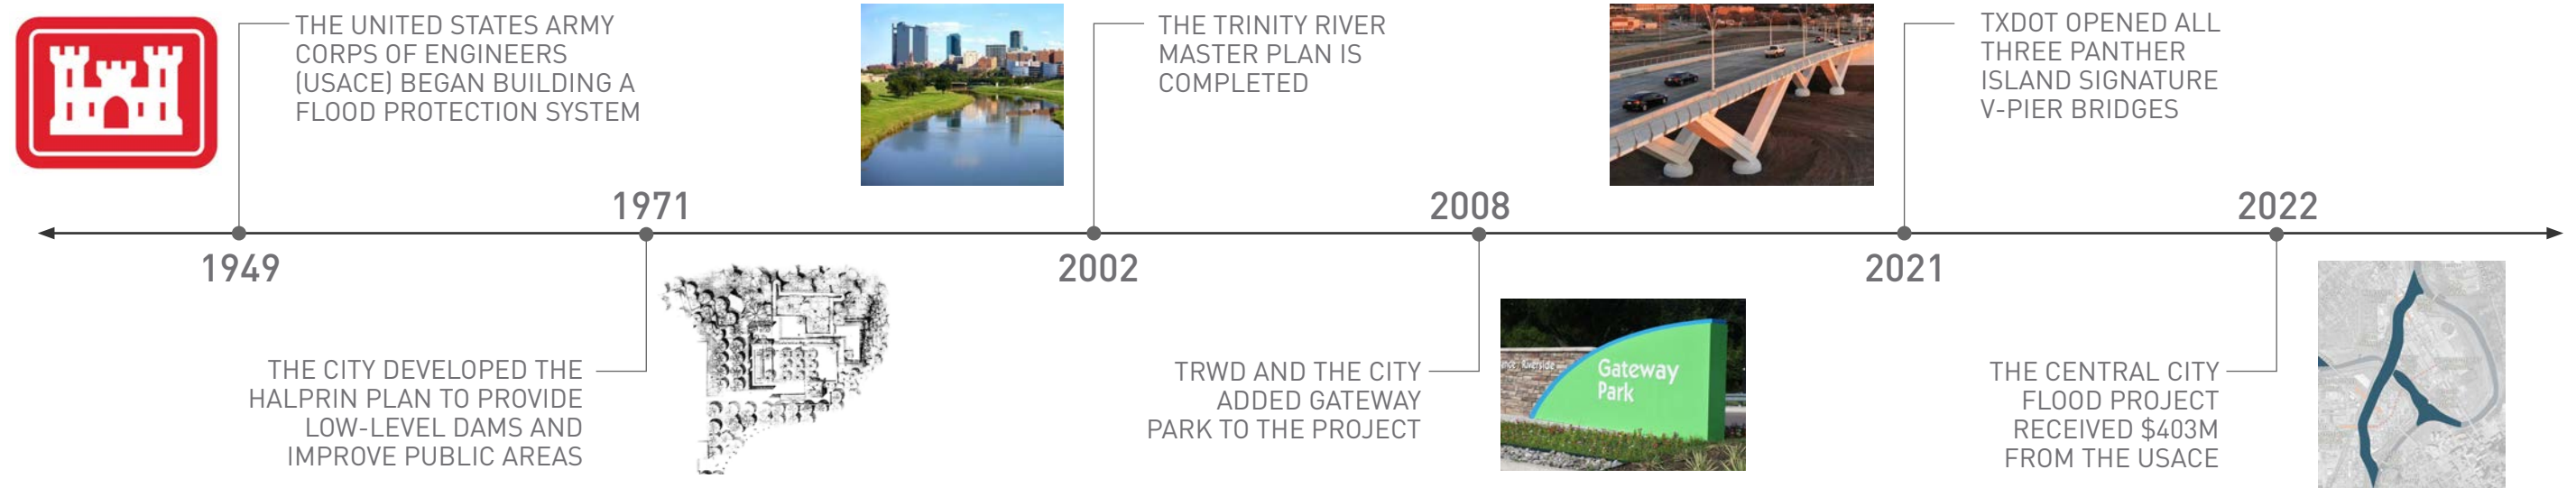 THE UNITED STATES ARMY
CORPS OF ENGINEERS
(USACE) BEGAN BUILDING A
FLOOD PROTECTION SYSTEM
1949
1971
THE CITY DEVELOPED THE
HALPRIN PLAN TO PROVIDE
LOW-LEVEL DAMS AND
IMPROVE PUBLIC AREAS
THE TRINITY RIVER
MASTER PLAN IS
COMPLETED
2002
2008
TRWD AND THE CITY
ADDED GATEWAY
PARK TO THE PROJECT
Riverside
Gateway
Park
TXDOT OPENED ALL
THREE PANTHER
ISLAND SIGNATURE
V-PIER BRIDGES
2021
2022
THE CENTRAL CITY
FLOOD PROJECT
RECEIVED $403M
FROM THE USACE